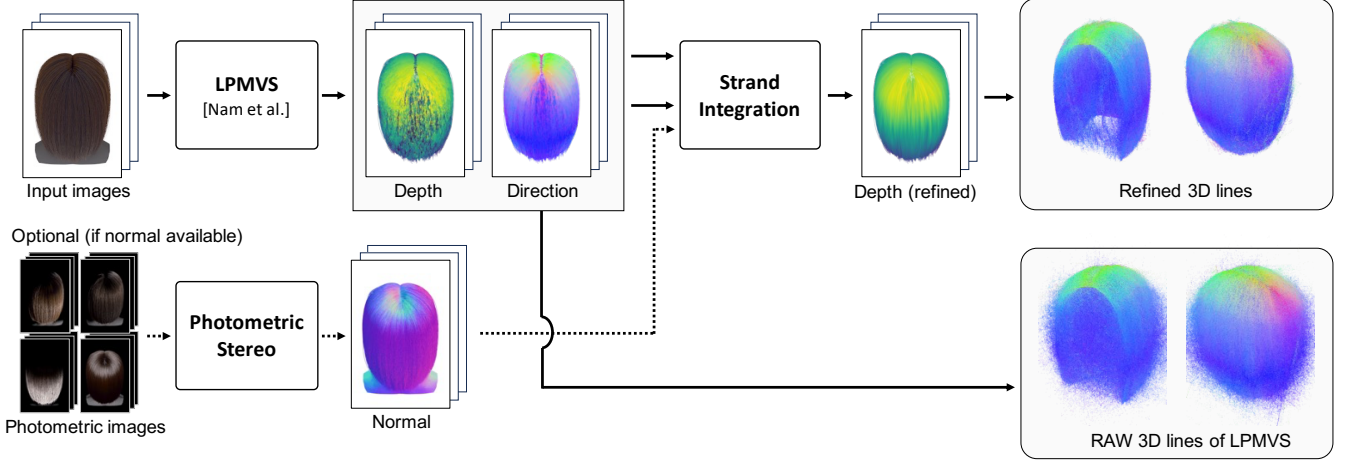 LPMVS
[Nam et al.]
Strand
Integration
Input images
Depth
Direction
Depth (refined)
Refined 3D lines
Optional (if normal available)
Photometric
Stereo
Photometric images
Normal
RAW 3D lines of LPMVS